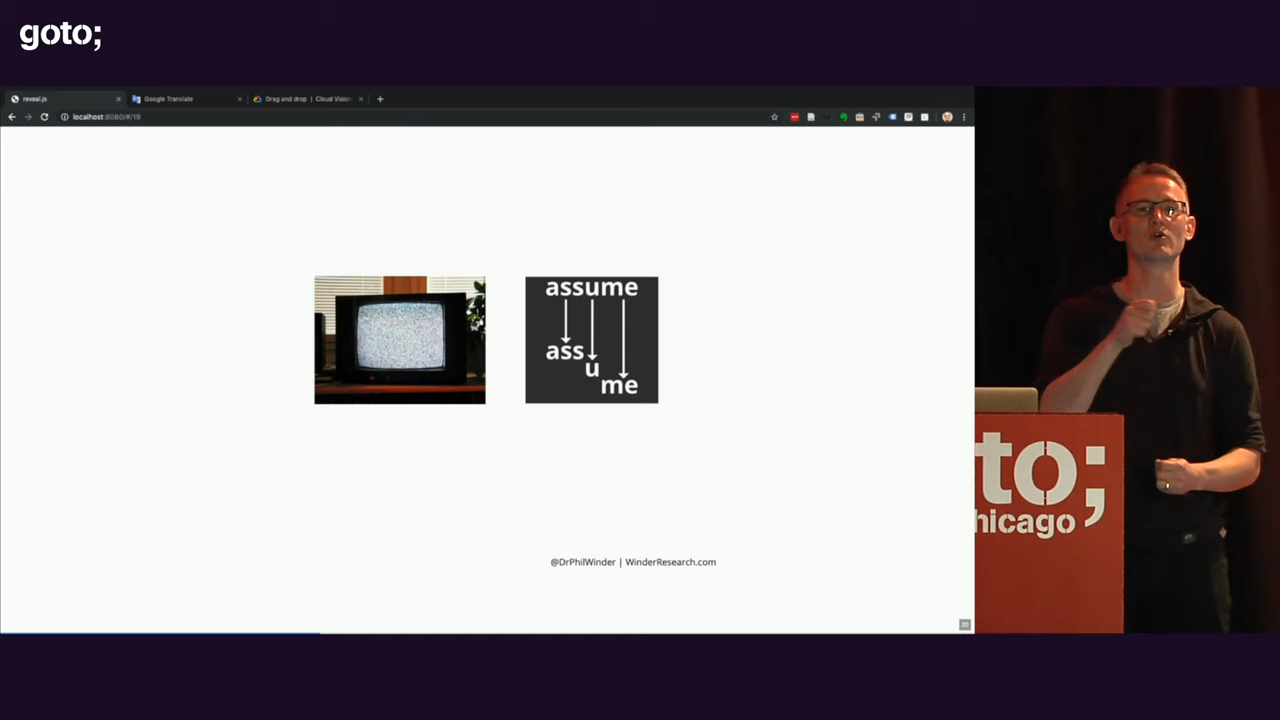 goto;
reveal.js
Google Translate
Drag and drop | Cloud Vision
localhost:8080/#/19
assume
ass
u
me
@DrPhilWinder | WinderResearch.com
20
to;
hicago